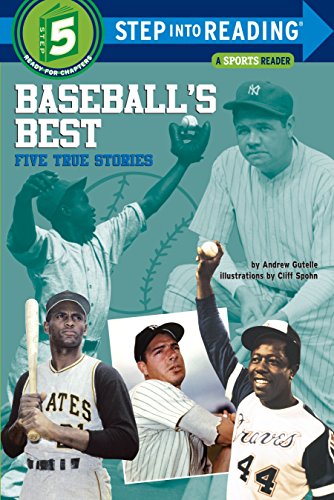 5
STEP
READY FOR CHAPTERS
STEP INTO READING®
A SPORTS READER
BASEBALL'S
BEST
FIVE TRUE STORIES
by Andrew Gutelle
illustrations by Cliff Spohn
PIRATES
21
Braves
44